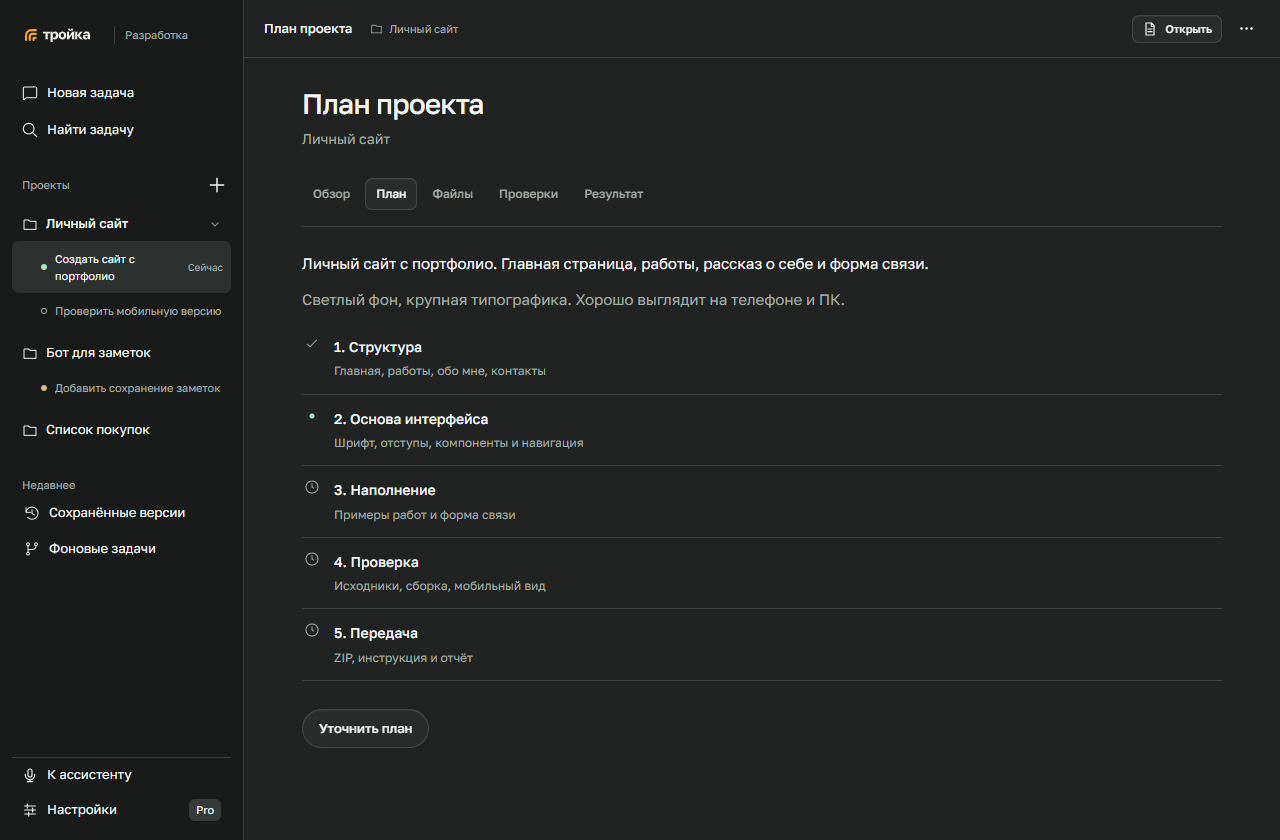 тройка
Разработка
Новая задача
Найти задачу
Проекты
Личный сайт
Создать сайт с
портфолио
Сейчас
Проверить мобильную версию
Бот для заметок
Добавить сохранение заметок
Список покупок
Недавнее
Сохранённые версии
Фоновые задачи
К ассистенту
Настройки
Pro
План проекта
Личный сайт
Открыть
План проекта
Личный сайт
Обзор
План
Файлы
Проверки
Результат
Личный сайт с портфолио. Главная страница, работы, рассказ о себе и форма связи.
Светлый фон, крупная типографика. Хорошо выглядит на телефоне и ПК.
1. Структура
Главная, работы, обо мне, контакты
2. Основа интерфейса
Шрифт, отступы, компоненты и навигация
3. Наполнение
Примеры работ и форма связи
4. Проверка
Исходники, сборка, мобильный вид
5. Передача
ZIP, инструкция и отчёт
Уточнить план